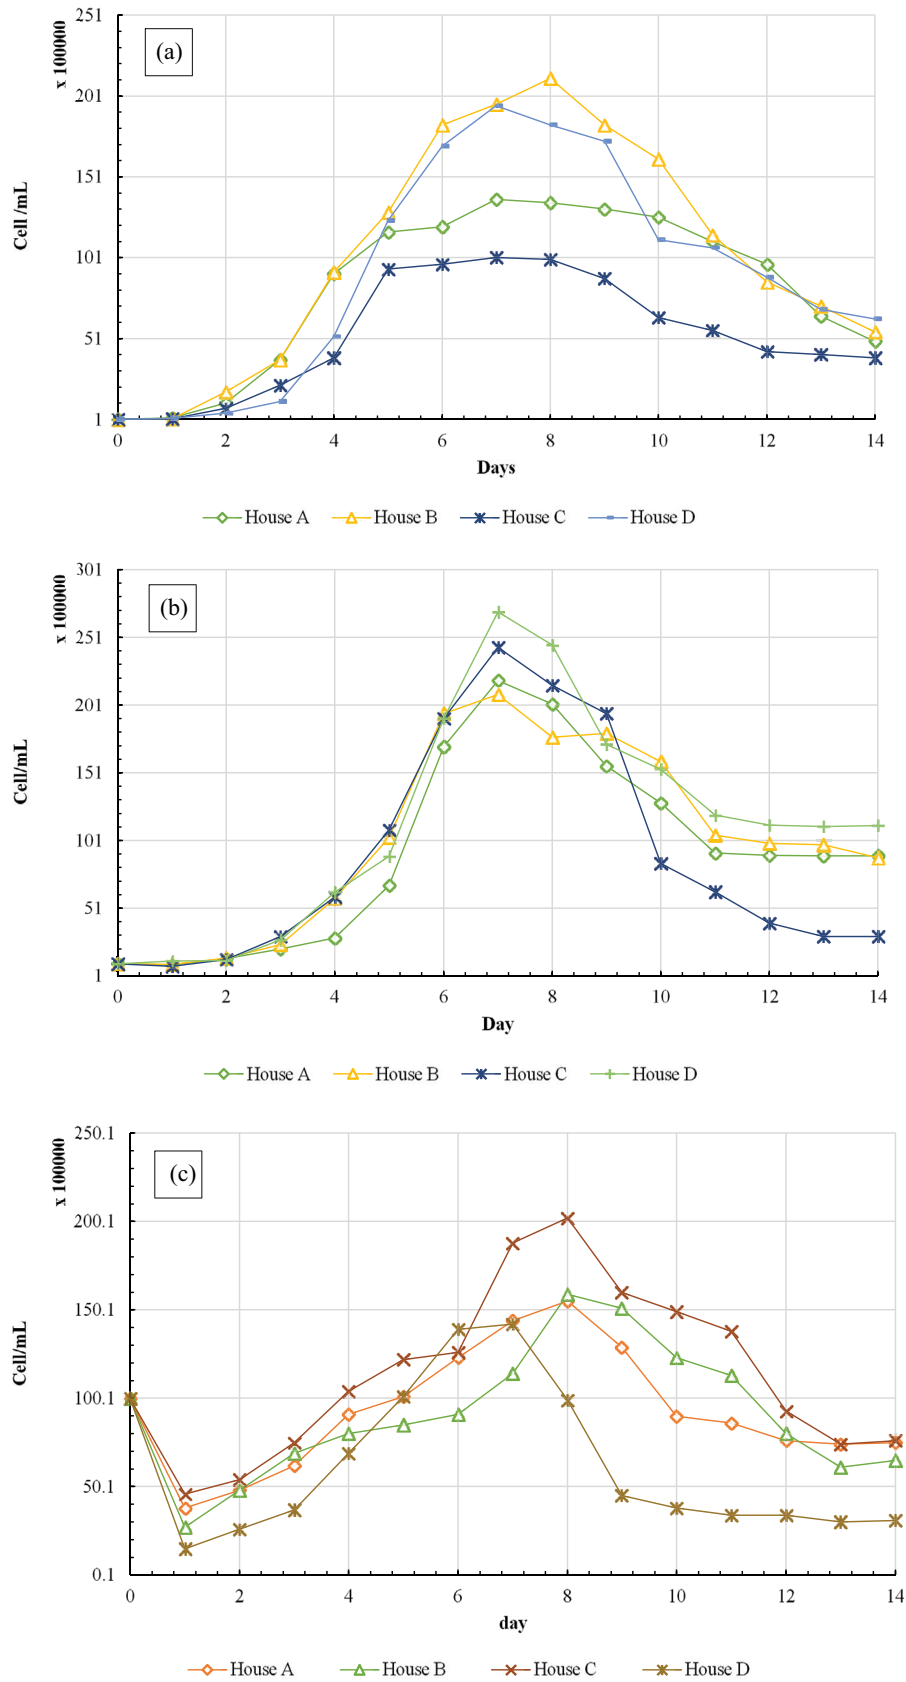 (a)
x 100000
Cell /mL
251
201
151
101
51
1
0 2 4 6 8 10 12 14
Days
House A House B House C House D
(b)
x 100000
Cell/mL
301
251
201
151
101
51
1
0 2 4 6 8 10 12 14
Day
House A House B House C House D
(c)
x 100000
Cell/mL
250.1
200.1
150.1
100.1
50.1
0.1
0 2 4 6 8 10 12 14
day
House A House B House C House D